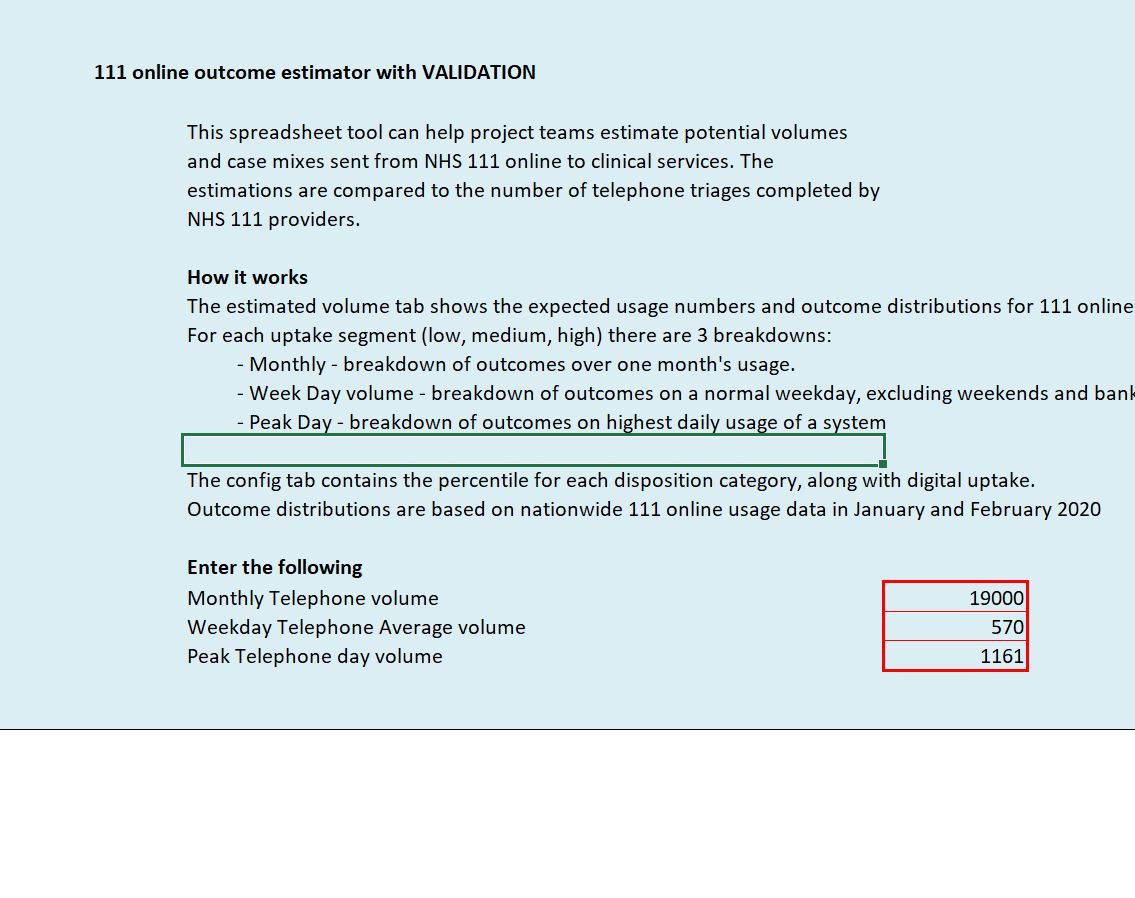 111 online outcome estimator with VALIDATION
This spreadsheet tool can help project teams estimate potential volumes
and case mixes sent from NHS 111 online to clinical services. The
estimations are compared to the number of telephone triages completed by
NHS 111 providers.
How it works
The estimated volume tab shows the expected usage numbers and outcome distributions for 111 online
For each uptake segment (low, medium, high) there are 3 breakdowns:
- Monthly - breakdown of outcomes over one month's usage.
- Week Day volume - breakdown of outcomes on a normal weekday, excluding weekends and bank
- Peak Day - breakdown of outcomes on highest daily usage of a system
The config tab contains the percentile for each disposition category, along with digital uptake.
Outcome distributions are based on nationwide 111 online usage data in January and February 2020
Enter the following
Monthly Telephone volume 19000
Weekday Telephone Average volume 570
Peak Telephone day volume 1161